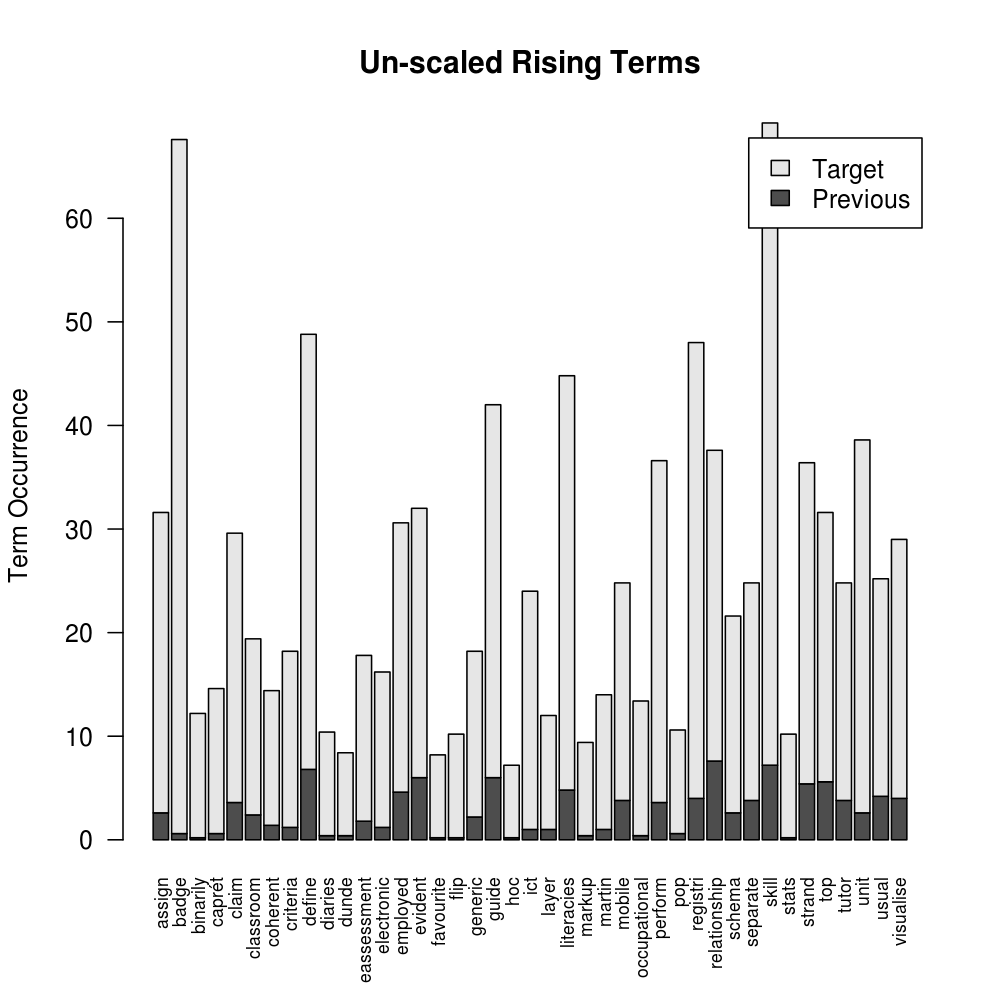 Un-scaled Rising Terms
Target
Previous
Term Occurrence
60
50
40
30
20
10
0
assign
badge
binarily
caprét
claim
classroom
coherent
criteria
define
diaries
dunde
eassessment
electronic
employed
evident
favourite
flip
generic
guide
hoc
ict
layer
literacies
markup
martin
mobile
occupational
perform
pop
registri
relationship
schema
separate
skill
stats
strand
top
tutor
unit
usual
visualise